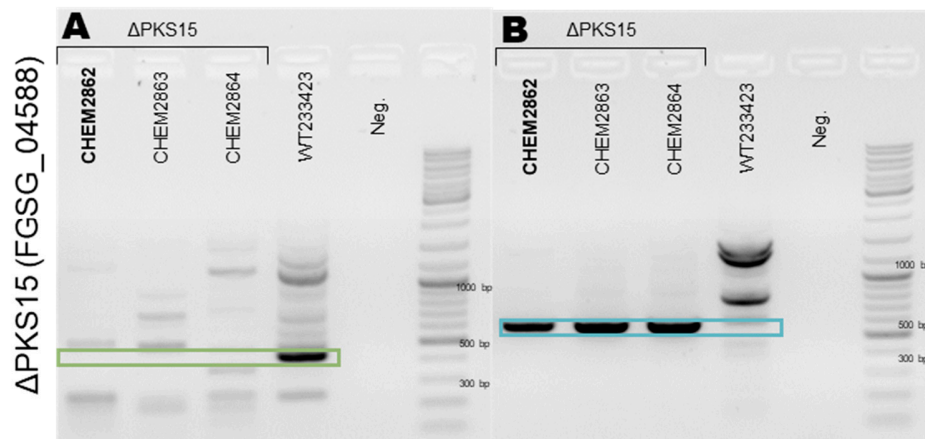 ΔPKS15 (FGSG_04588)
A
ΔPKS15
CHEM2862
CHEM2863
CHEM2864
WT233423
Neg.
1000 bp
500 bp
300 bp
B
ΔPKS15
CHEM2862
CHEM2863
CHEM2864
WT233423
Neg.
1000 bp
500 bp
300 bp